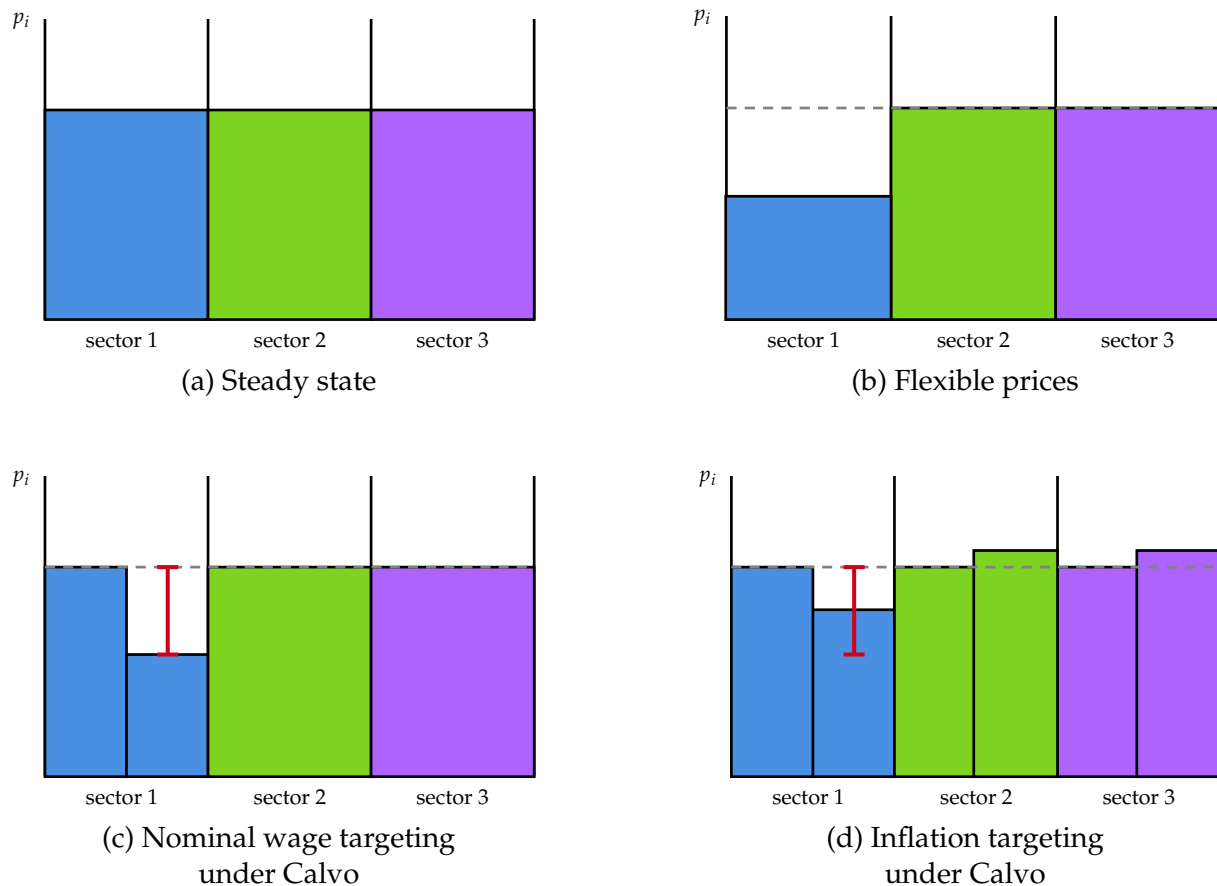 p_i
sector 1 sector 2 sector 3
(a) Steady state
p_i
sector 1 sector 2 sector 3
(b) Flexible prices
p_i
sector 1 sector 2 sector 3
(c) Nominal wage targeting
under Calvo
p_i
sector 1 sector 2 sector 3
(d) Inflation targeting
under Calvo